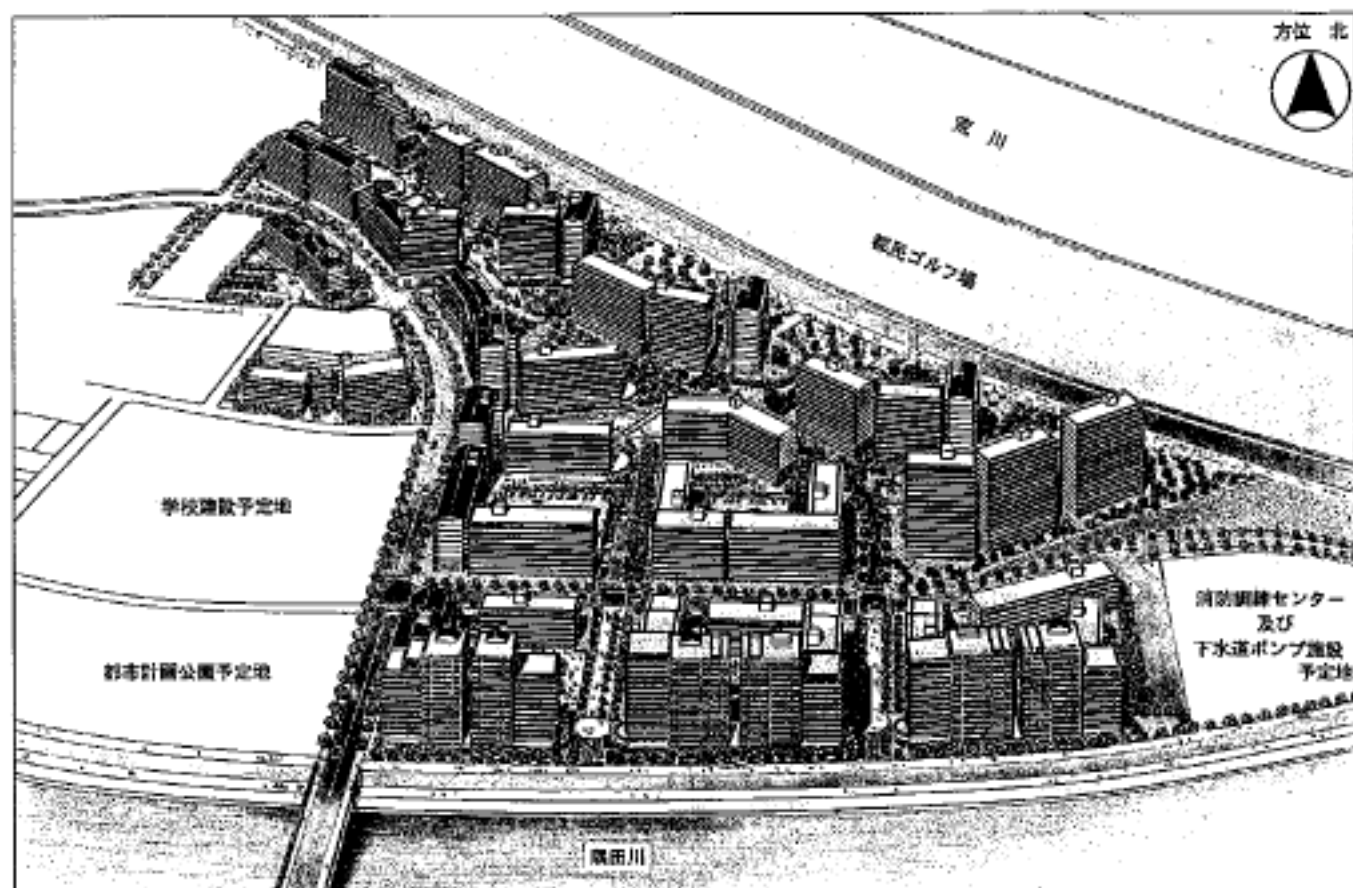 方位 北
荒川
都民ゴルフ場
学校建設予定地
消防訓練センター
及び
下水道ポンプ施設
予定地
都市計画公園予定地
隅田川